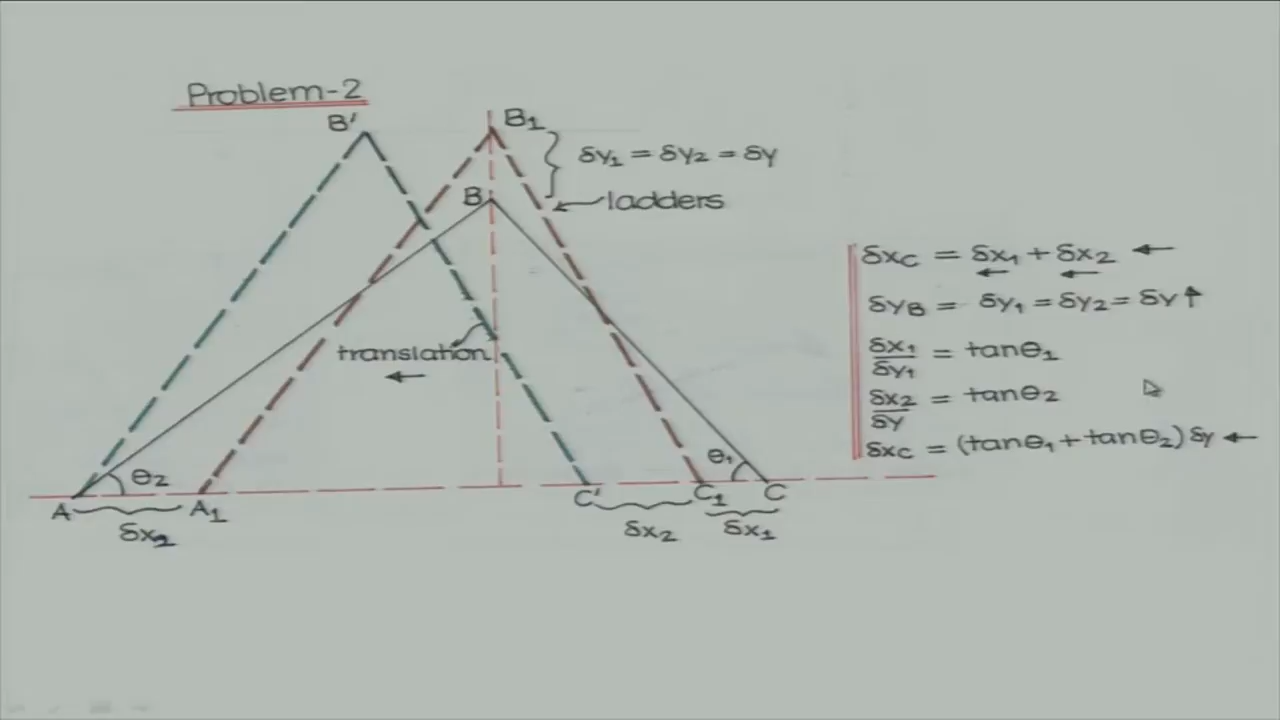 Problem-2
B'
B1
δy1 = δy2 = δy
B
ladders
δxC = δx1 + δx2 ←
← ←
δyB = δy1 = δy2 = δy↑
translation
←
δx1/δy1 = tanθ1
δx2/δy = tanθ2
δxC = (tanθ1 + tanθ2) δy ←
θ2
θ1
A
A1
C'
C1
C
δx2
δx2
δx1